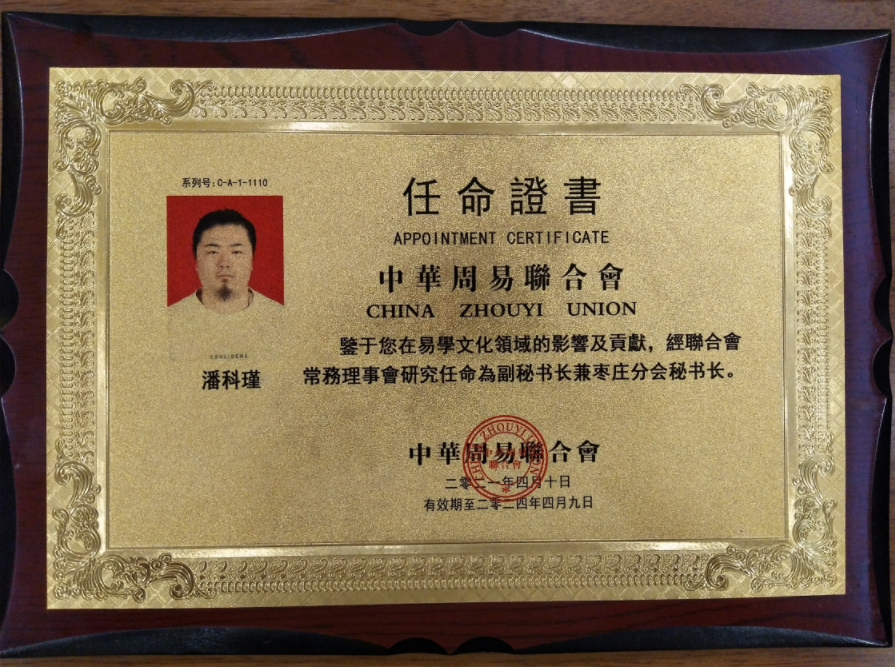 系列号:C-A-1-1110
任命證書
APPOINTMENT CERTIFICATE
中華周易聯合會
CHINA ZHOUYI UNION
鑒于您在易學文化領域的影響及貢獻，經聯合會
常務理事會研究任命為副秘书长兼枣庄分会秘书长。
潘科瑾
中華周易聯合會
二零二一年四月十日
有效期至二零二四年四月九日
ZHOUYI UNION
聯合會